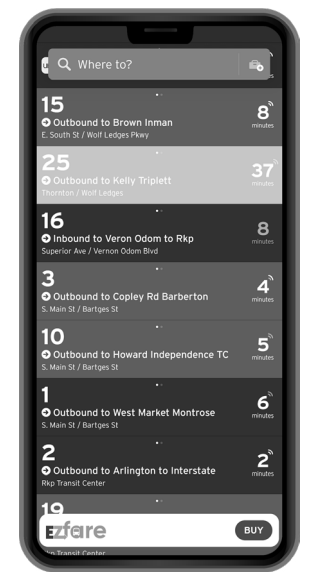 Where to?
15
Outbound to Brown Inman
E. South St / Wolf Ledges Pkwy
8
minutes
25
Outbound to Kelly Triplett
Thornton / Wolf Ledges
37
minutes
16
Inbound to Veron Odom to Rkp
Superior Ave / Vernon Odom Blvd
8
minutes
3
Outbound to Copley Rd Barberton
S. Main St / Bartges St
4
minutes
10
Outbound to Howard Independence TC
S. Main St / Bartges St
5
minutes
1
Outbound to West Market Montrose
S. Main St / Bartges St
6
minutes
2
Outbound to Arlington to Interstate
Rkp Transit Center
2
minutes
19
EZfare
BUY
Rkp Transit Center